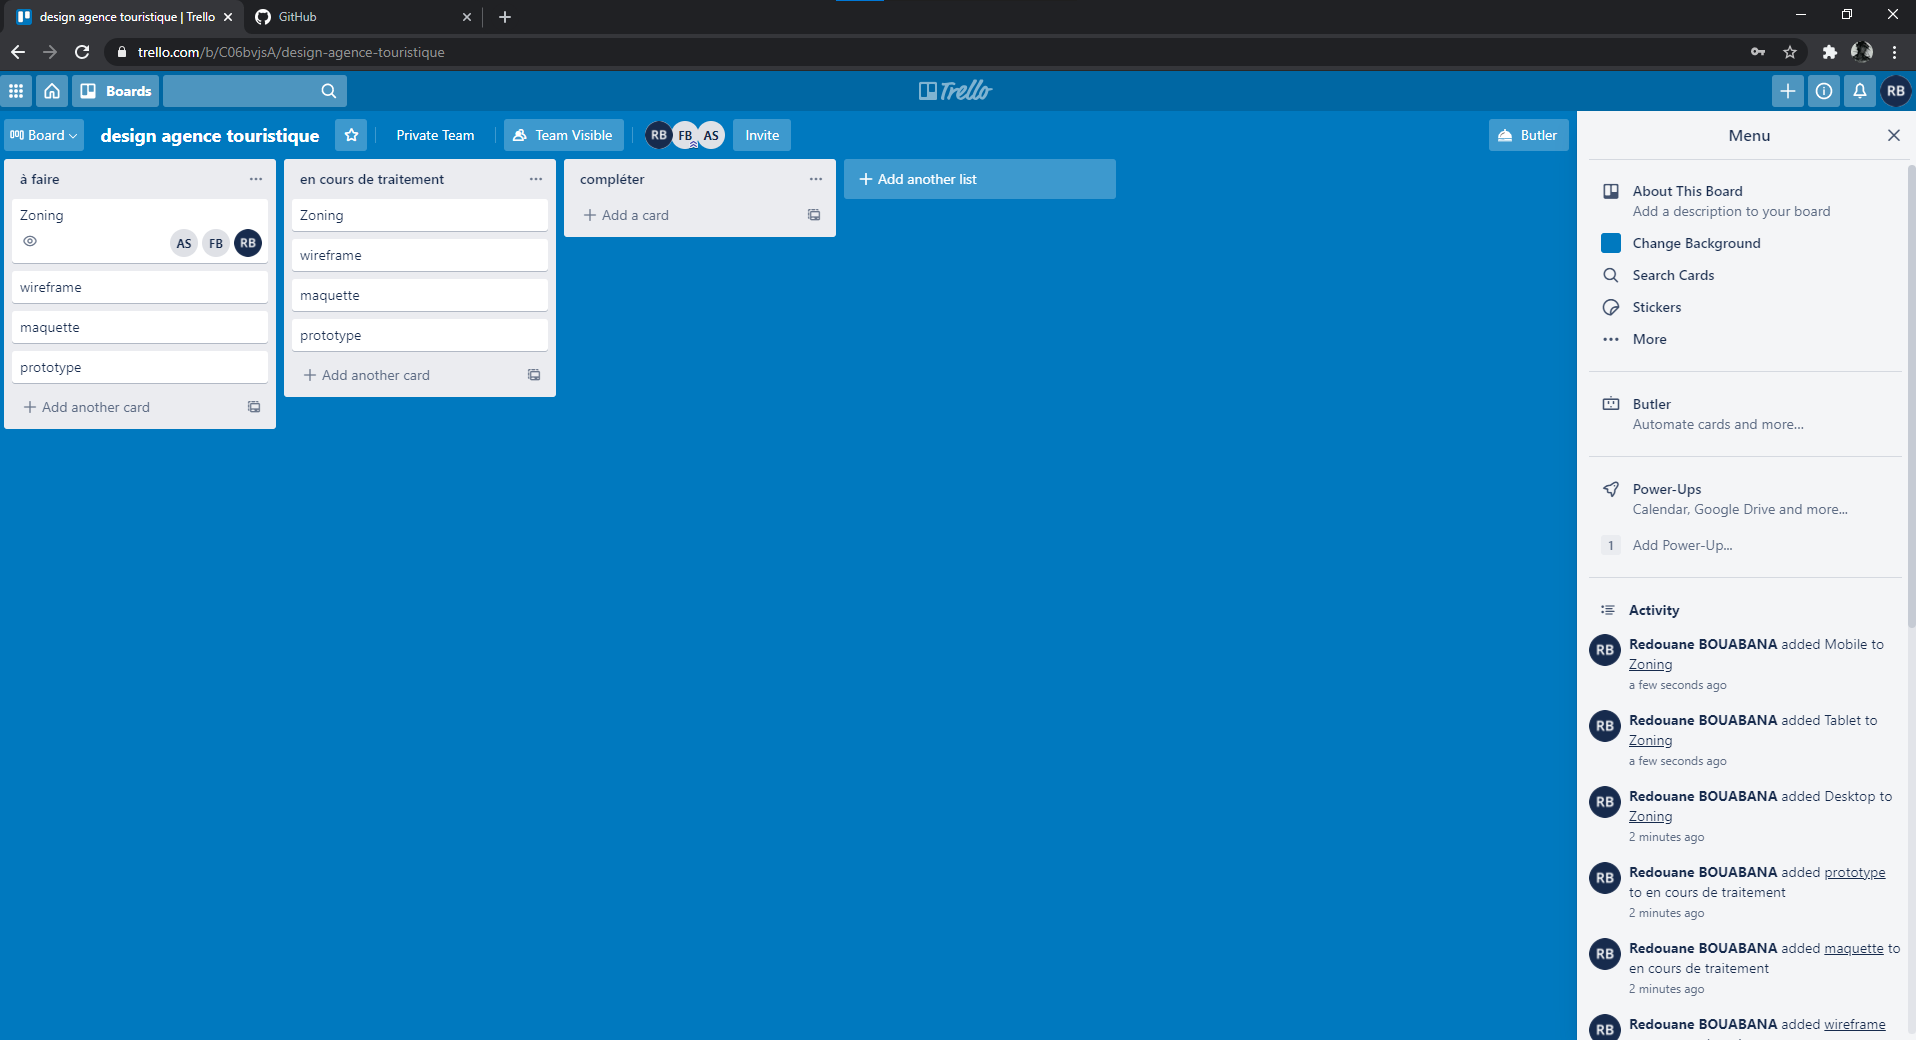 design agence touristique | Trello
GitHub
trello.com/b/C06bvjsA/design-agence-touristique
Boards
Trello
RB
Board
design agence touristique
Private Team
Team Visible
RB FB AS
Invite
Butler
à faire
Zoning
AS FB RB
wireframe
maquette
prototype
+ Add another card
en cours de traitement
Zoning
wireframe
maquette
prototype
+ Add another card
compléter
+ Add a card
+ Add another list
Menu
About This Board
Add a description to your board
Change Background
Search Cards
Stickers
More
Butler
Automate cards and more...
Power-Ups
Calendar, Google Drive and more...
1 Add Power-Up...
Activity
RB Redouane BOUABANA added Mobile to
Zoning
a few seconds ago
RB Redouane BOUABANA added Tablet to
Zoning
a few seconds ago
RB Redouane BOUABANA added Desktop to
Zoning
2 minutes ago
RB Redouane BOUABANA added prototype
to en cours de traitement
2 minutes ago
RB Redouane BOUABANA added maquette to
en cours de traitement
2 minutes ago
RB Redouane BOUABANA added wireframe